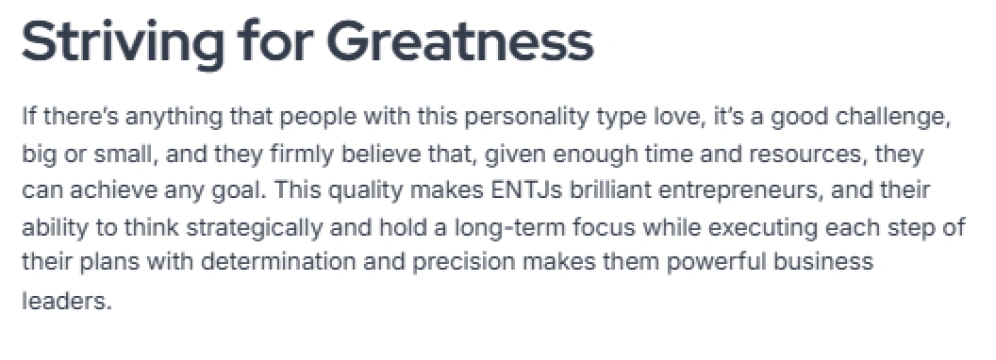 Striving for Greatness
If there’s anything that people with this personality type love, it’s a good challenge,
big or small, and they firmly believe that, given enough time and resources, they
can achieve any goal. This quality makes ENTJs brilliant entrepreneurs, and their
ability to think strategically and hold a long-term focus while executing each step of
their plans with determination and precision makes them powerful business
leaders.